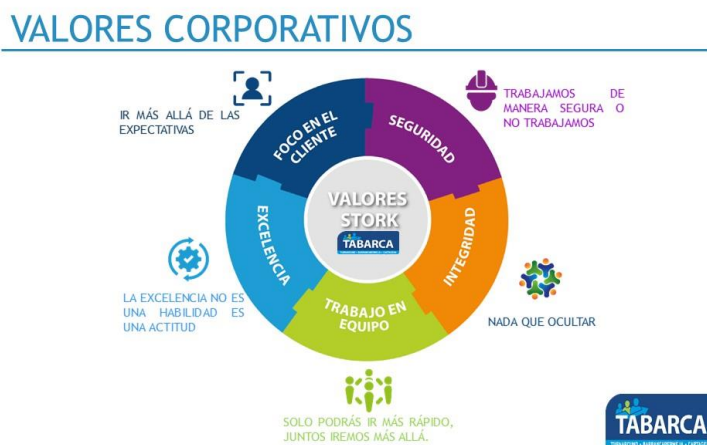 VALORES CORPORATIVOS
IR MÁS ALLÁ DE LAS
EXPECTATIVAS
FOCO EN EL
CLIENTE
SEGURIDAD
TRABAJAMOS DE
MANERA SEGURA O
NO TRABAJAMOS
VALORES
STORK
TABARCA
EXCELENCIA
INTEGRIDAD
LA EXCELENCIA NO ES
UNA HABILIDAD ES
UNA ACTITUD
TRABAJO EN
EQUIPO
NADA QUE OCULTAR
SOLO PODRÁS IR MÁS RÁPIDO,
JUNTOS IREMOS MÁS ALLÁ.
TABARCA